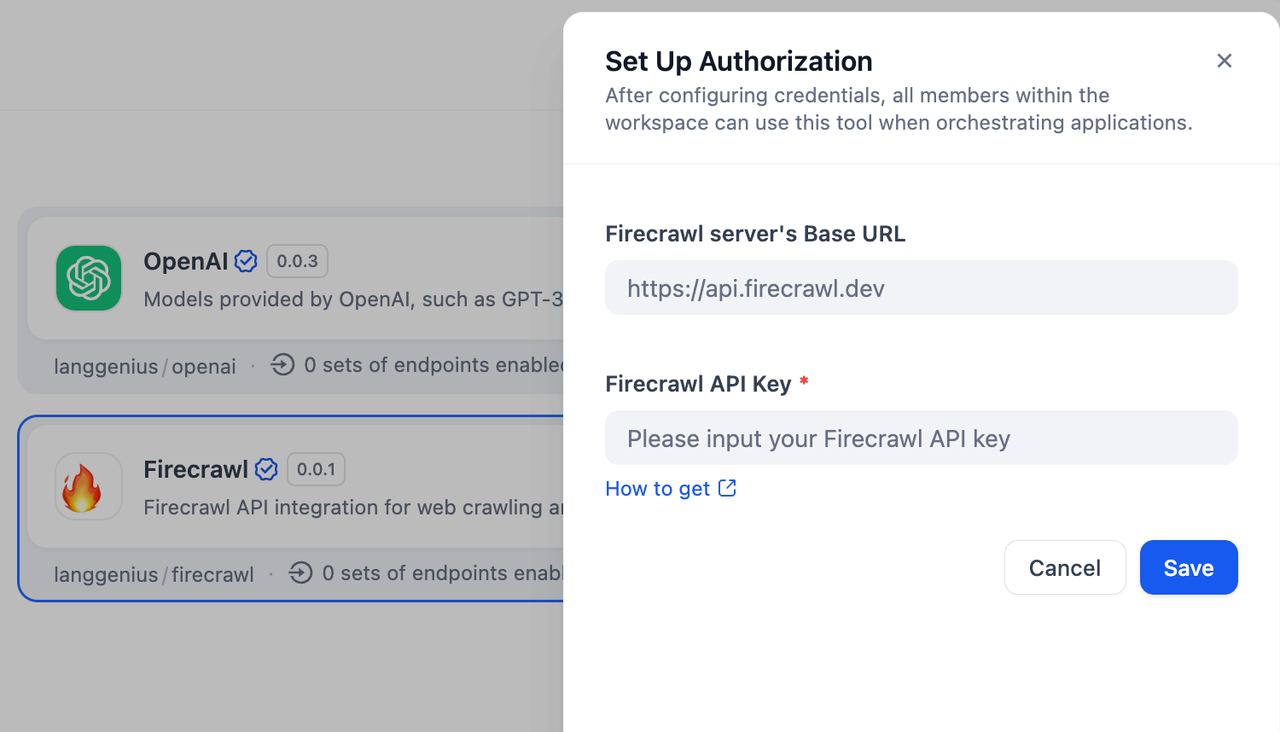 Set Up Authorization
After configuring credentials, all members within the
workspace can use this tool when orchestrating applications.
OpenAI 0.0.3
Models provided by OpenAI, such as GPT-3
langgenius / openai · 0 sets of endpoints enabled
Firecrawl 0.0.1
Firecrawl API integration for web crawling
langgenius / firecrawl · 0 sets of endpoints
Firecrawl server's Base URL
https://api.firecrawl.dev
Firecrawl API Key *
Please input your Firecrawl API key
How to get
Cancel
Save